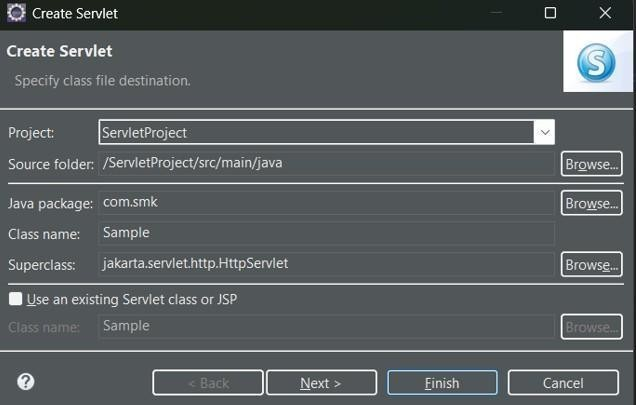 Create Servlet
Create Servlet
Specify class file destination.
S
Project: ServletProject
Source folder: /ServletProject/src/main/java Browse...
Java package: com.smk Browse...
Class name: Sample
Superclass: jakarta.servlet.http.HttpServlet Browse...
Use an existing Servlet class or JSP
Class name: Sample Browse...
? < Back Next > Finish Cancel